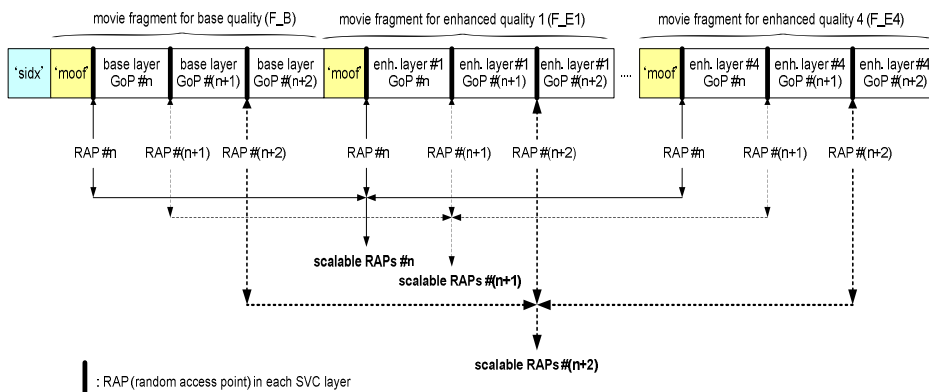 movie fragment for base quality (F_B) movie fragment for enhanced quality 1 (F_E1) movie fragment for enhanced quality 4 (F_E4)
'sidx' 'moof' base layer GoP #n base layer GoP #(n+1) base layer GoP #(n+2) 'moof' enh. layer #1 GoP #n enh. layer #1 GoP #(n+1) enh. layer #1 GoP #(n+2) .... 'moof' enh. layer #4 GoP #n enh. layer #4 GoP #(n+1) enh. layer #4 GoP #(n+2)
RAP #n RAP #(n+1) RAP #(n+2) RAP #n RAP #(n+1) RAP #(n+2) RAP #n RAP #(n+1) RAP #(n+2)
scalable RAPs #n
scalable RAPs #(n+1)
scalable RAPs #(n+2)
: RAP (random access point) in each SVC layer